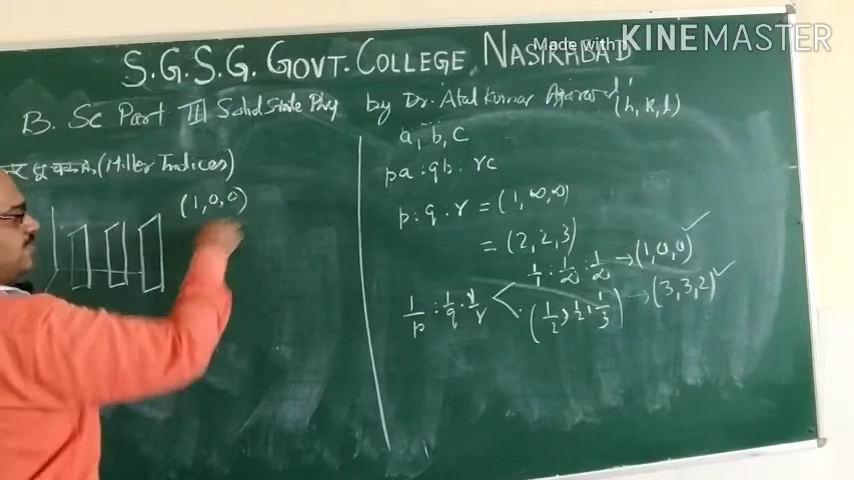 Made with KINEMASTER
S.G.S.G. GOVT. COLLEGE, NASIRABAD
B. Sc Part III Solid State Phy by Dr. Atal Kumar
(Miller Indices)
(1,0,0)
(h, k, l)
a, b, c
pa : qb : rc
p : q : r = (1, ∞, ∞)
= (2, 2, 3)
1/1 : 1/∞ : 1/∞ → (1,0,0) ✓
1/p : 1/q : 1/r < (1/2, 1/2, 1/3) → (3,3,2) ✓